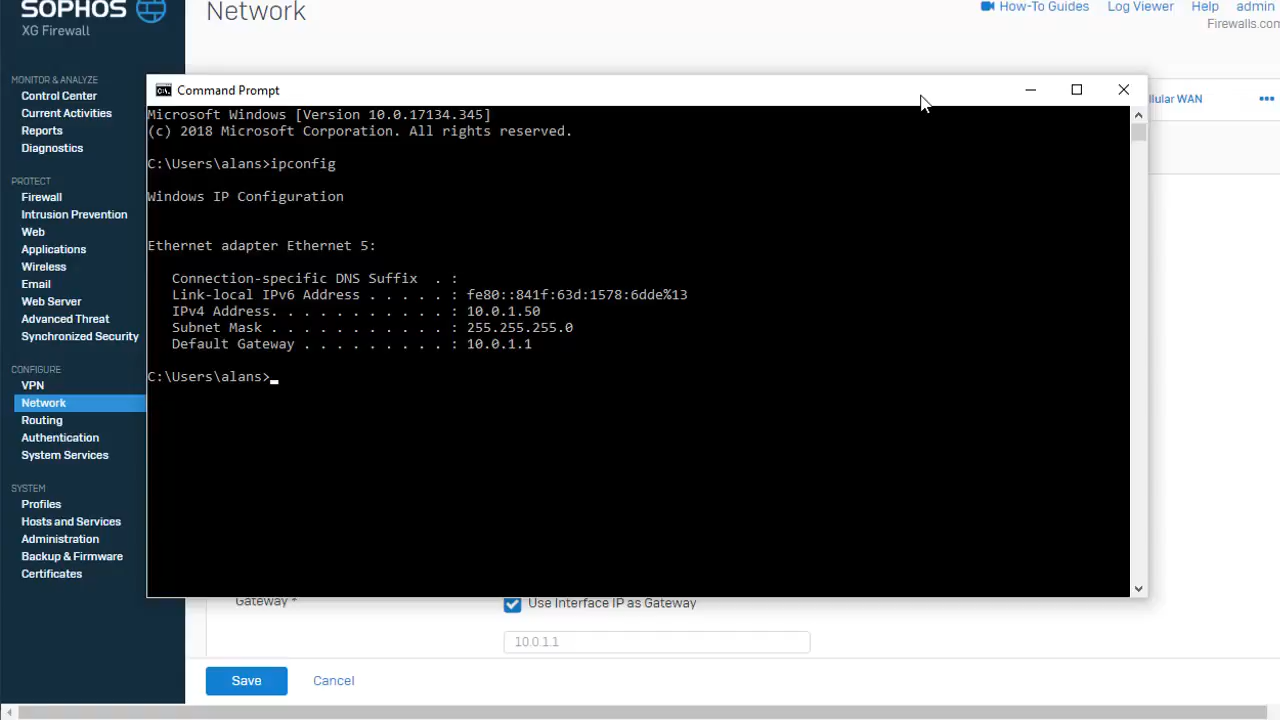 SOPHOS
XG Firewall
MONITOR & ANALYZE
Control Center
Current Activities
Reports
Diagnostics
PROTECT
Firewall
Intrusion Prevention
Web
Applications
Wireless
Email
Web Server
Advanced Threat
Synchronized Security
CONFIGURE
VPN
Network
Routing
Authentication
System Services
SYSTEM
Profiles
Hosts and Services
Administration
Backup & Firmware
Certificates
Network
How-To Guides Log Viewer Help admin
Firewalls.com
llular WAN
Command Prompt
Microsoft Windows [Version 10.0.17134.345]
(c) 2018 Microsoft Corporation. All rights reserved.
C:\Users\alans>ipconfig
Windows IP Configuration
Ethernet adapter Ethernet 5:
Connection-specific DNS Suffix  . :
Link-local IPv6 Address . . . . . : fe80::841f:63d:1578:6dde%13
IPv4 Address. . . . . . . . . . . : 10.0.1.50
Subnet Mask . . . . . . . . . . . : 255.255.255.0
Default Gateway . . . . . . . . . : 10.0.1.1
C:\Users\alans>
Gateway *
Use Interface IP as Gateway
10.0.1.1
Save Cancel